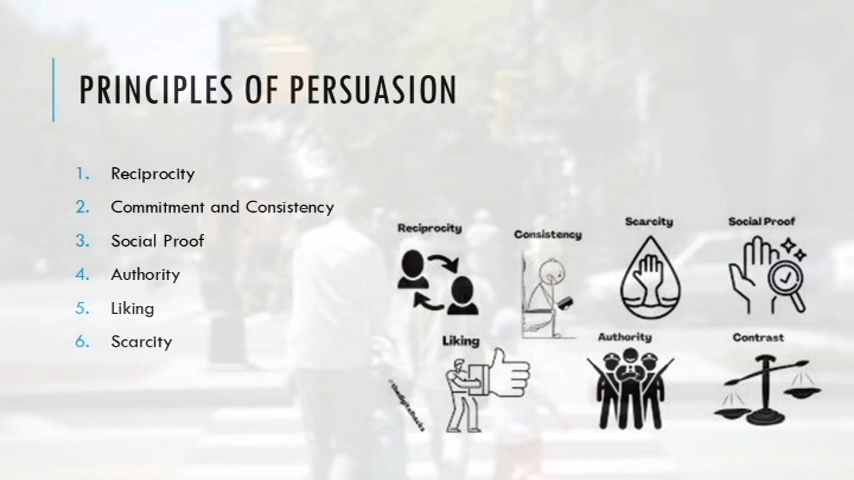 PRINCIPLES OF PERSUASION
1. Reciprocity
2. Commitment and Consistency
3. Social Proof
4. Authority
5. Liking
6. Scarcity
Reciprocity
Consistency
Scarcity
Social Proof
Liking
Authority
Contrast